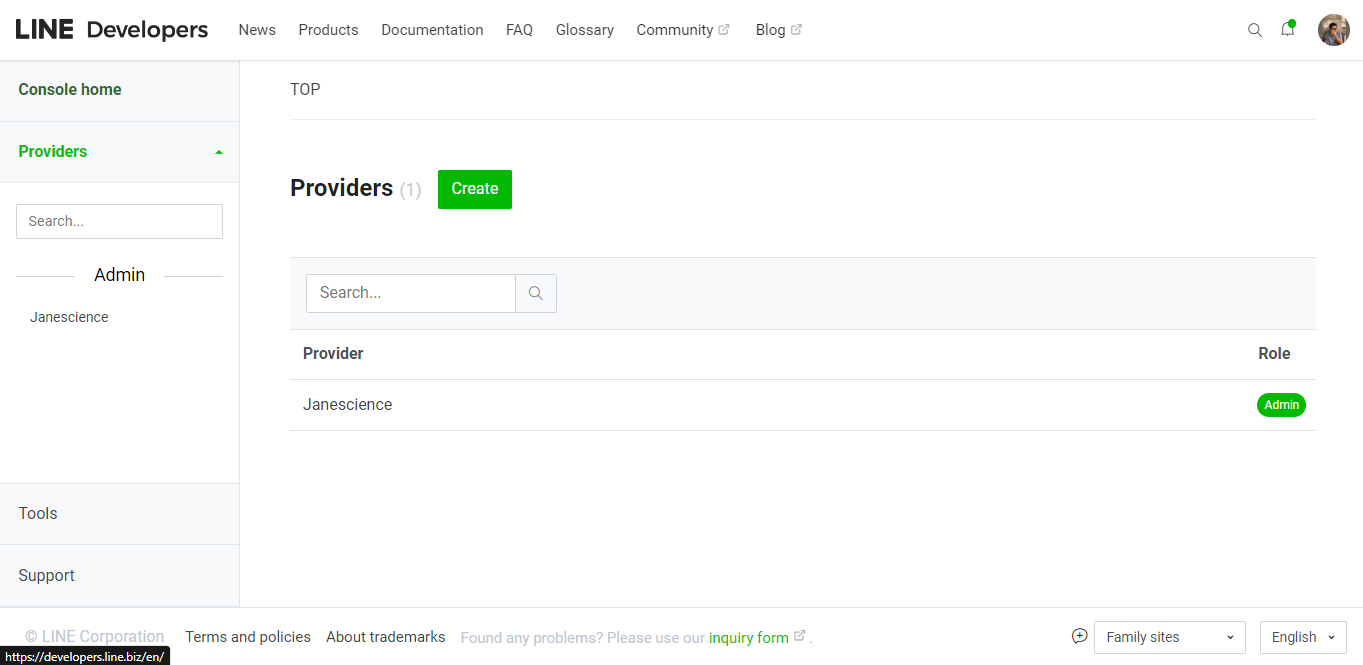 LINE Developers News Products Documentation FAQ Glossary Community Blog
Console home
TOP
Providers
Providers (1) Create
Search...
Admin
Janescience
Search...
Provider Role
Janescience Admin
Tools
Support
© LINE Corporation Terms and policies About trademarks Found any problems? Please use our inquiry form . Family sites English
https://developers.line.biz/en/